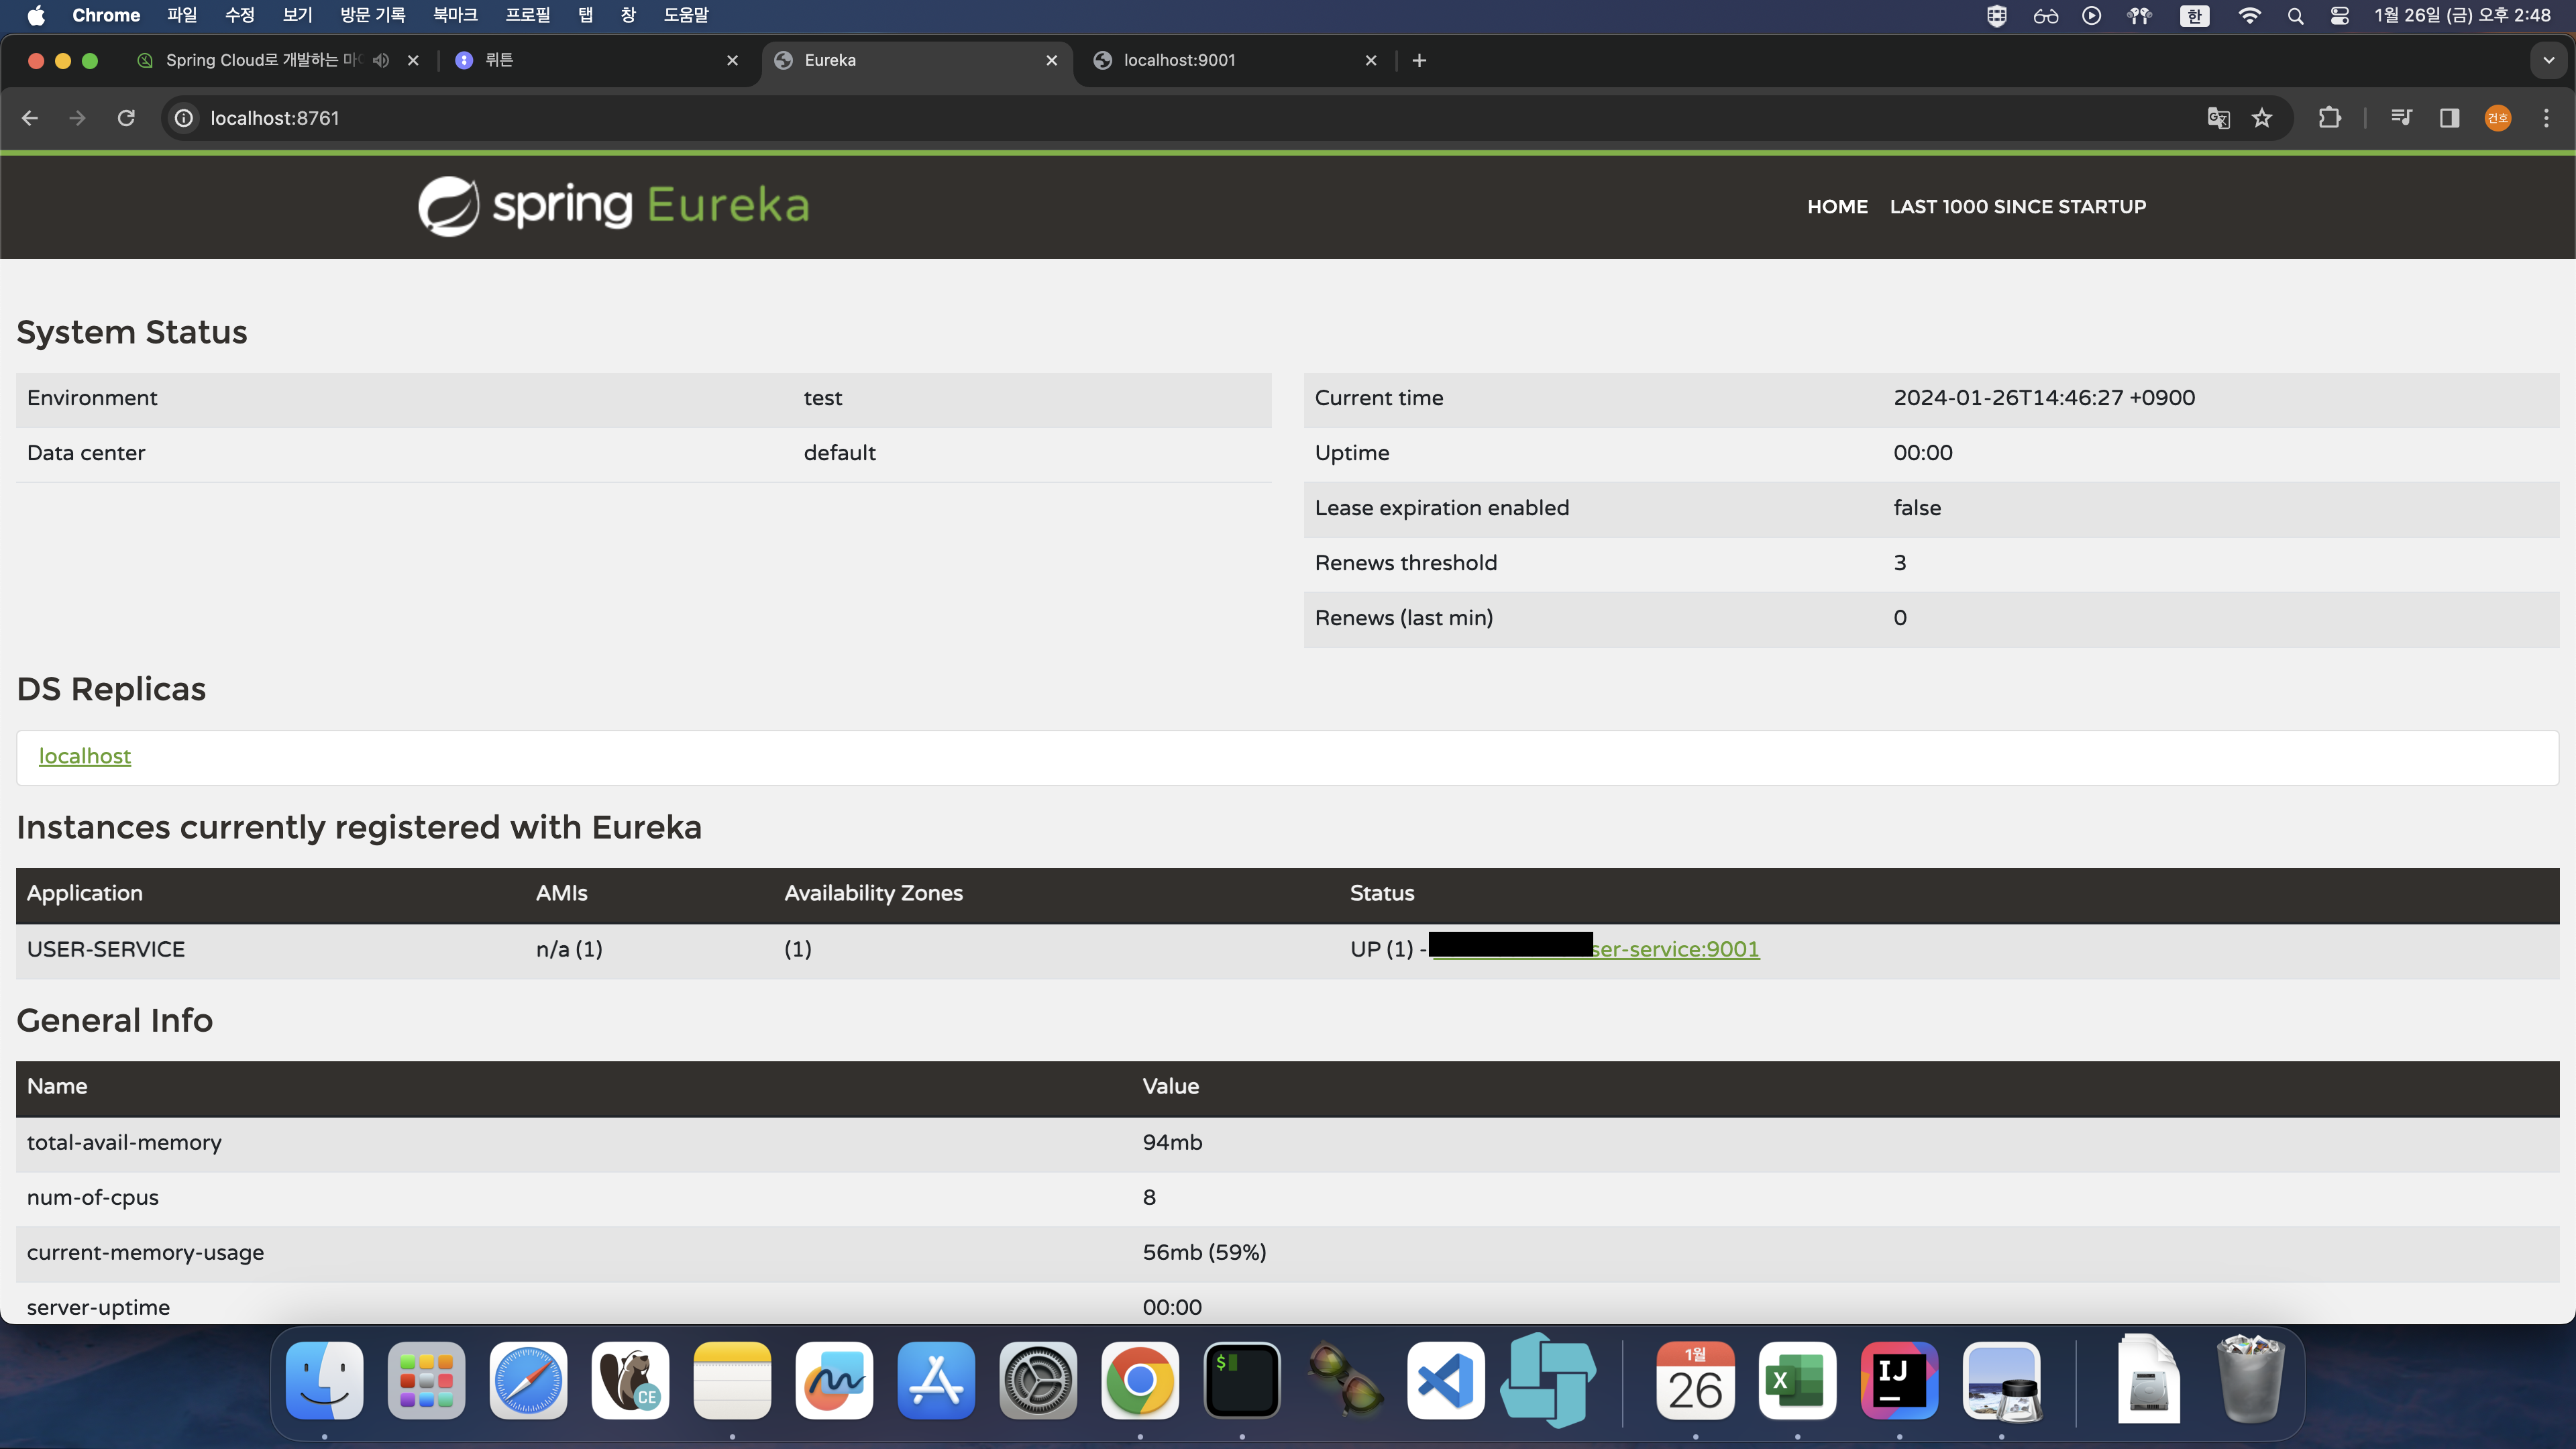 Chrome 파일 수정 보기 방문 기록 북마크 프로필 탭 창 도움말 한 1월 26일 (금) 오후 2:48
Spring Cloud로 개발하는 뤼튼 Eureka localhost:9001
localhost:8761 건호
spring Eureka HOME LAST 1000 SINCE STARTUP
System Status
Environment test Current time 2024-01-26T14:46:27 +0900
Data center default Uptime 00:00
Lease expiration enabled false
Renews threshold 3
Renews (last min) 0
DS Replicas
localhost
Instances currently registered with Eureka
Application AMIs Availability Zones Status
USER-SERVICE n/a (1) (1) UP (1) - ser-service:9001
General Info
Name Value
total-avail-memory 94mb
num-of-cpus 8
current-memory-usage 56mb (59%)
server-uptime 00:00
CE $ 1월 26 X IJ